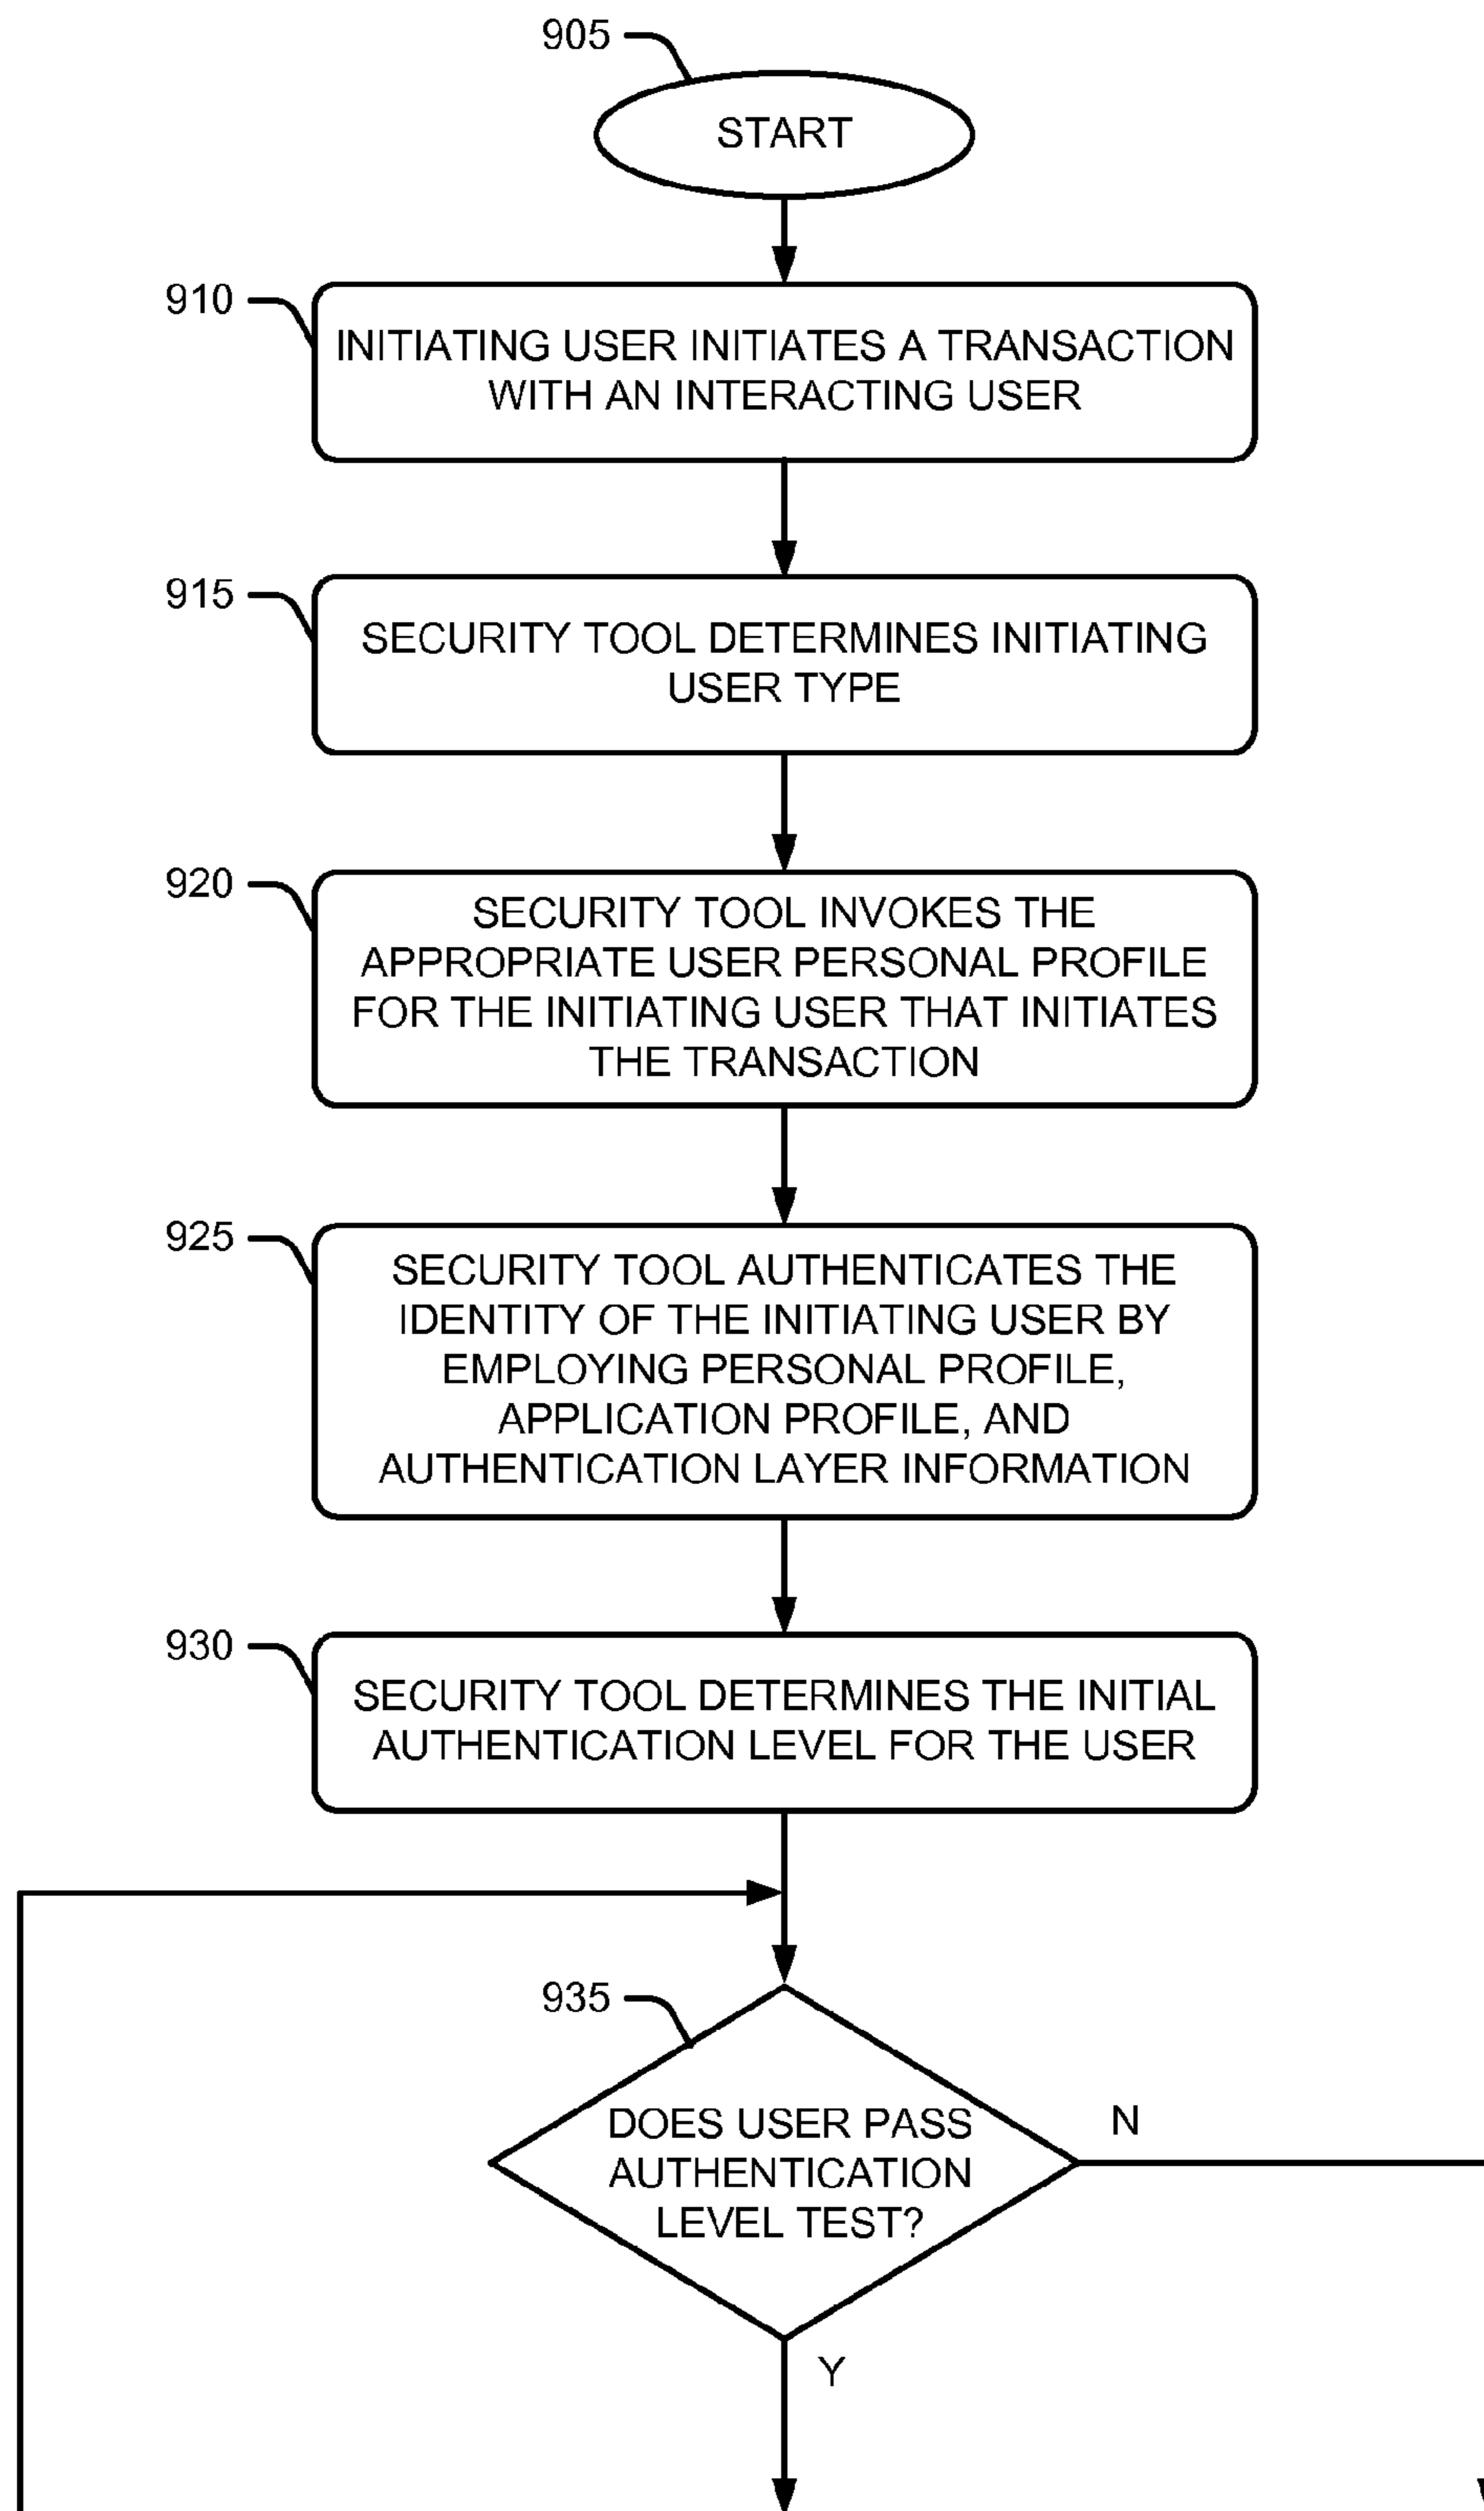 905
START
910
INITIATING USER INITIATES A TRANSACTION
WITH AN INTERACTING USER
915
SECURITY TOOL DETERMINES INITIATING
USER TYPE
920
SECURITY TOOL INVOKES THE
APPROPRIATE USER PERSONAL PROFILE
FOR THE INITIATING USER THAT INITIATES
THE TRANSACTION
925
SECURITY TOOL AUTHENTICATES THE
IDENTITY OF THE INITIATING USER BY
EMPLOYING PERSONAL PROFILE,
APPLICATION PROFILE, AND
AUTHENTICATION LAYER INFORMATION
930
SECURITY TOOL DETERMINES THE INITIAL
AUTHENTICATION LEVEL FOR THE USER
935
DOES USER PASS
AUTHENTICATION
LEVEL TEST?
N
Y